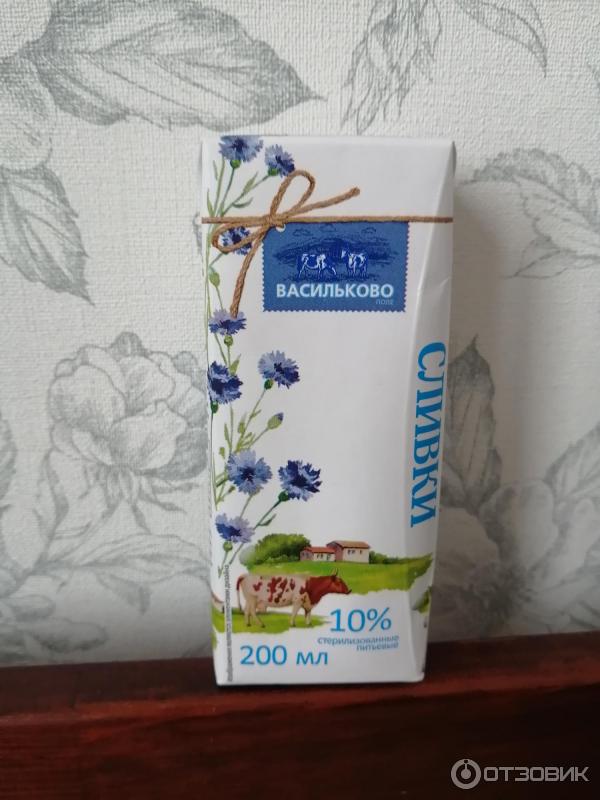 ВАСИЛЬКОВО
ПОЛЕ
СЛИВКИ
10%
стерилизованные
питьевые
200 мл
ОТЗОВИК